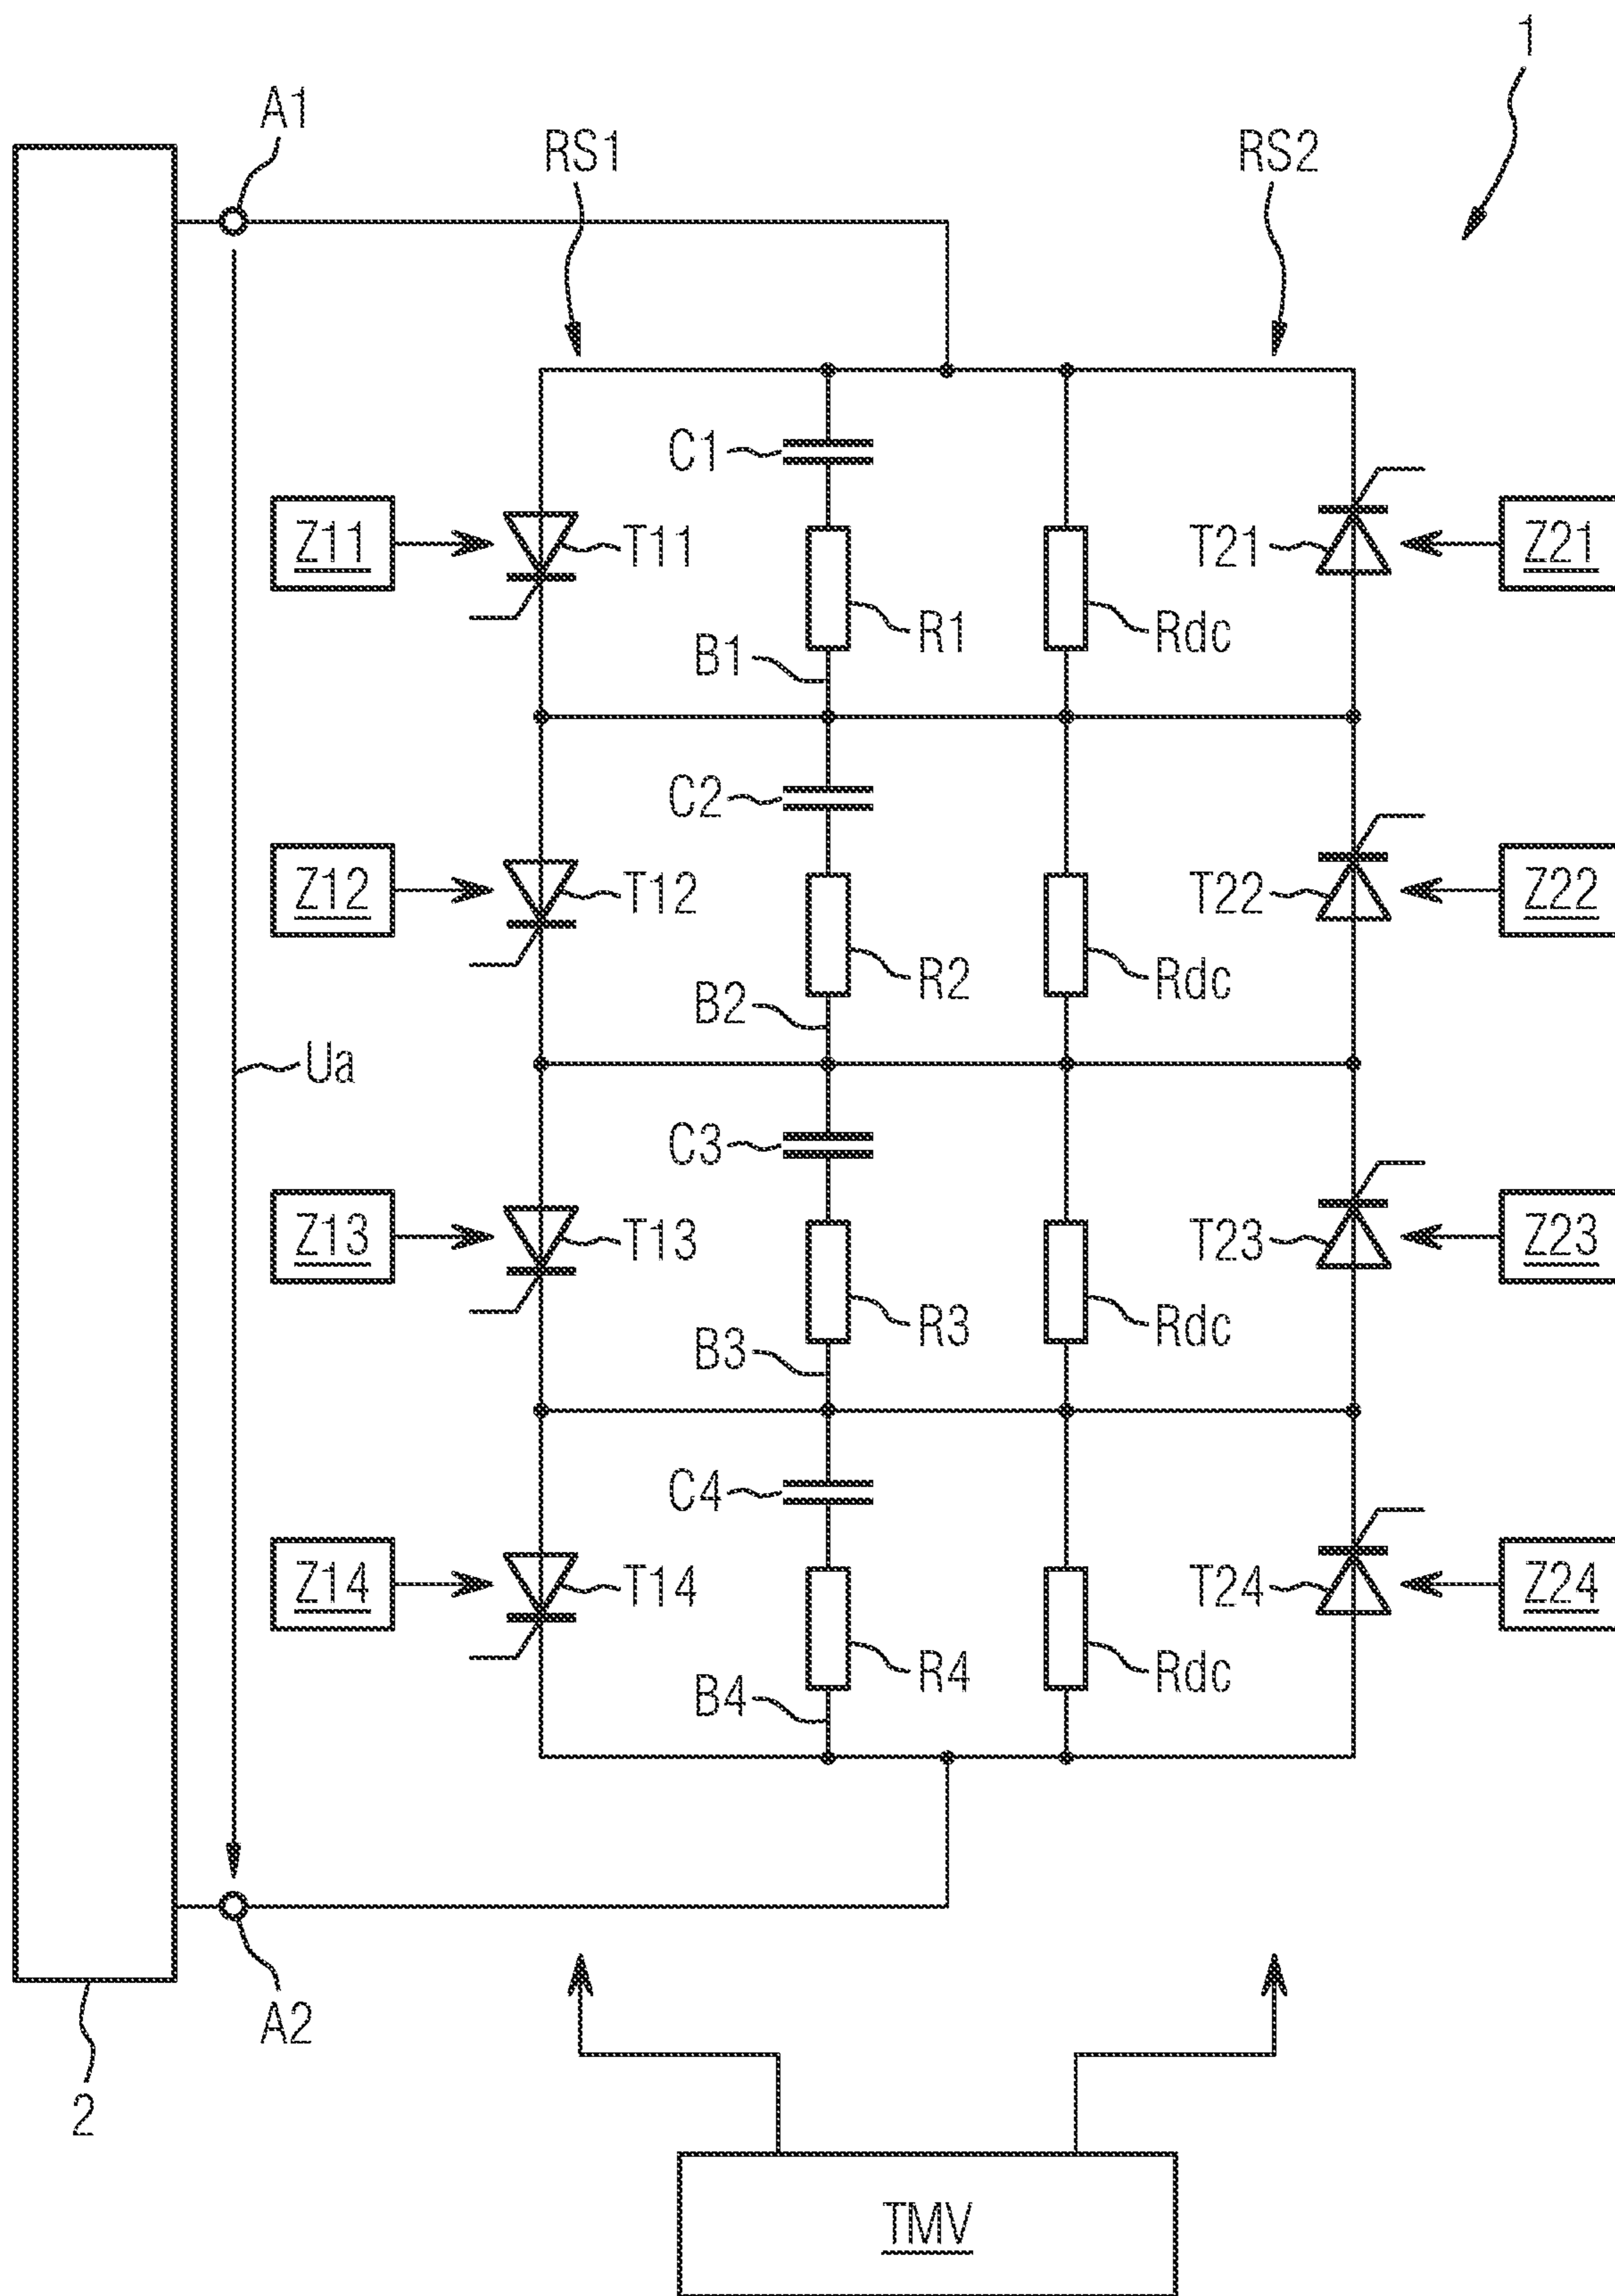 1
A1
RS1 RS2
C1
Z11 T11 T21 Z21
R1 Rdc
B1
C2
Z12 T12 T22 Z22
R2 Rdc
B2
Ua
C3
Z13 T13 T23 Z23
R3 Rdc
B3
C4
Z14 T14 T24 Z24
R4 Rdc
B4
A2
2
TMV